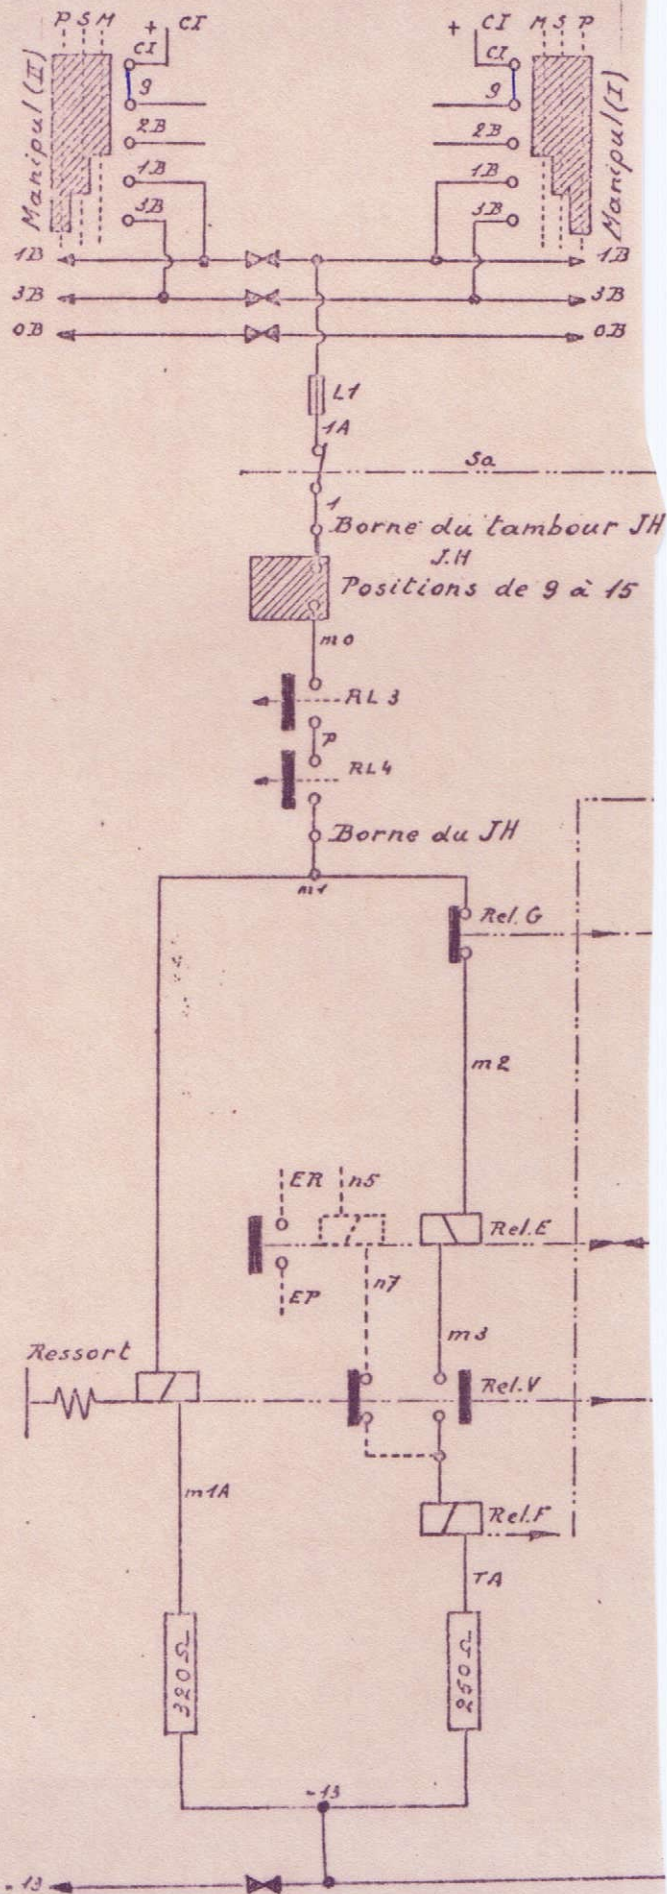 P S M
+ CI
+ CI
M S P
CI
CI
9
9
2B
2B
1B
1B
3B
3B
Manipul (II)
Manipul (I)
1B
1B
3B
3B
0B
0B
L1
1A
Sa
1
Borne du tambour JH
J.H
Positions de 9 à 15
m0
RL 3
P
RL4
Borne du JH
m1
Rel. G
m2
ER
n5
Rel. E
EP
n7
m3
Ressort
Rel. V
m1A
Rel. F
TA
320 Ω
250 Ω
-13
-13